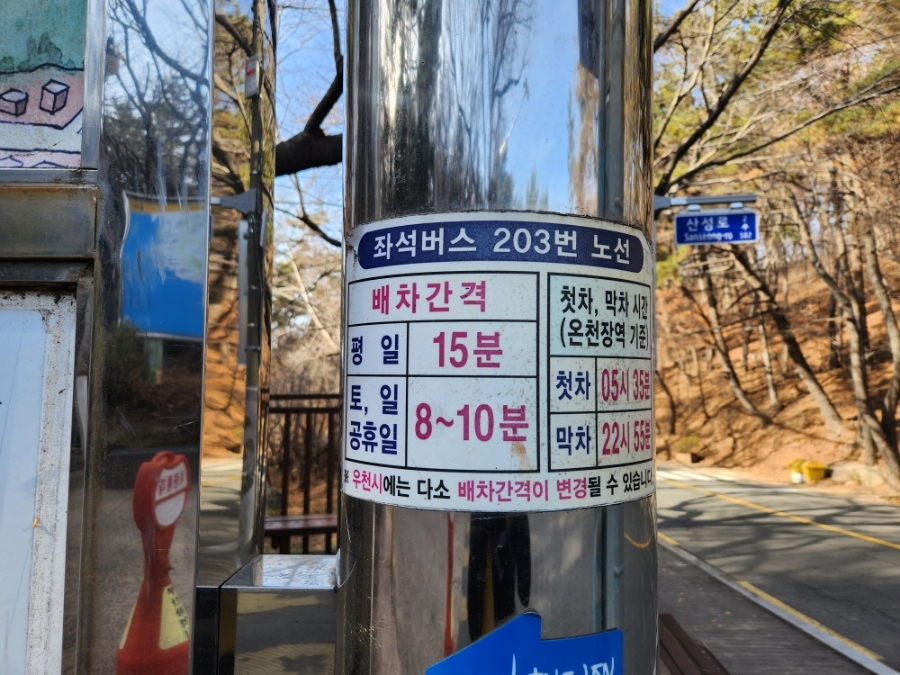 좌석버스 203번 노선
배차간격
평 일 15분
토, 일
공휴일
8~10분
첫차, 막차 시간
(온천장역 기준)
첫차 05시 35분
막차 22시 55분
※ 우천시에는 다소 배차간격이 변경될 수 있습니다.
산성로
Sanseong-ro 587